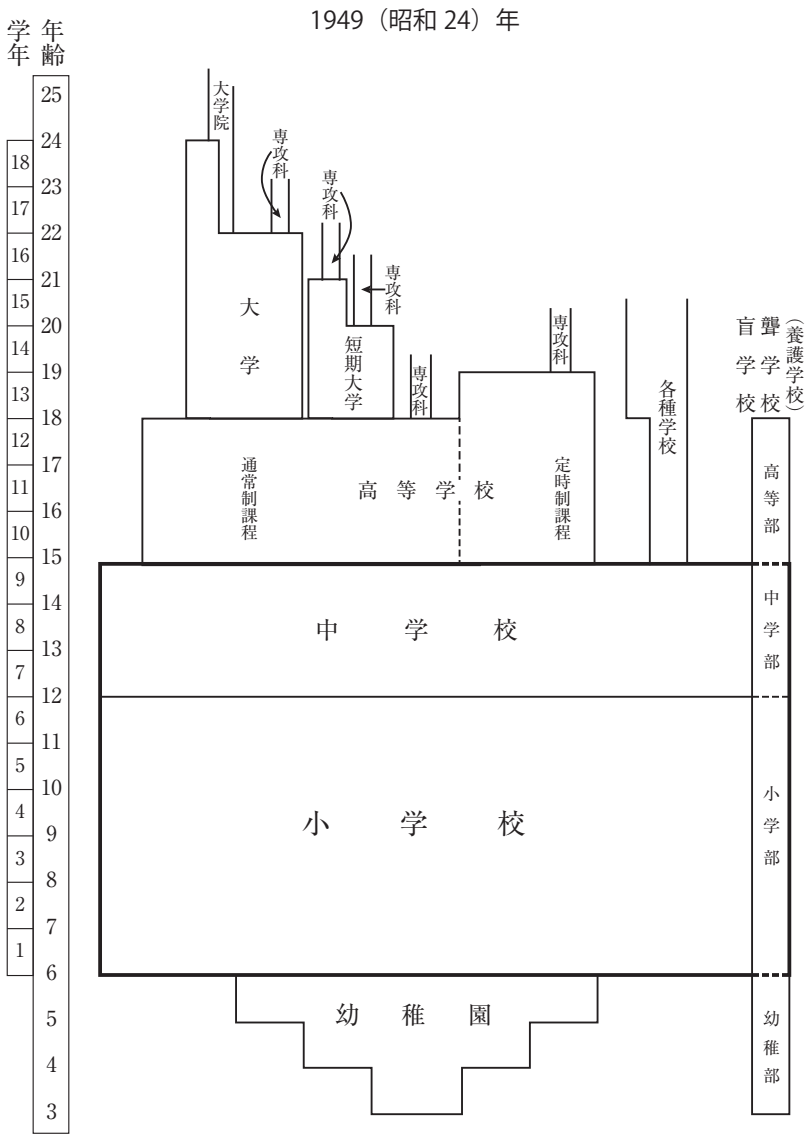 1949（昭和 24）年
学年
年齢
25
24
23
22
21
20
19
18
17
16
15
14
13
12
11
10
9
8
7
6
5
4
3
18
17
16
15
14
13
12
11
10
9
8
7
6
5
4
3
2
1
大学院
専攻科
専攻科
専攻科
専攻科
専攻科
大学
短期大学
各種学校
盲学校
聾学校
（養護学校）
通常制課程
高等学校
定時制課程
高等部
中学校
中学部
小学校
小学部
幼稚園
幼稚部